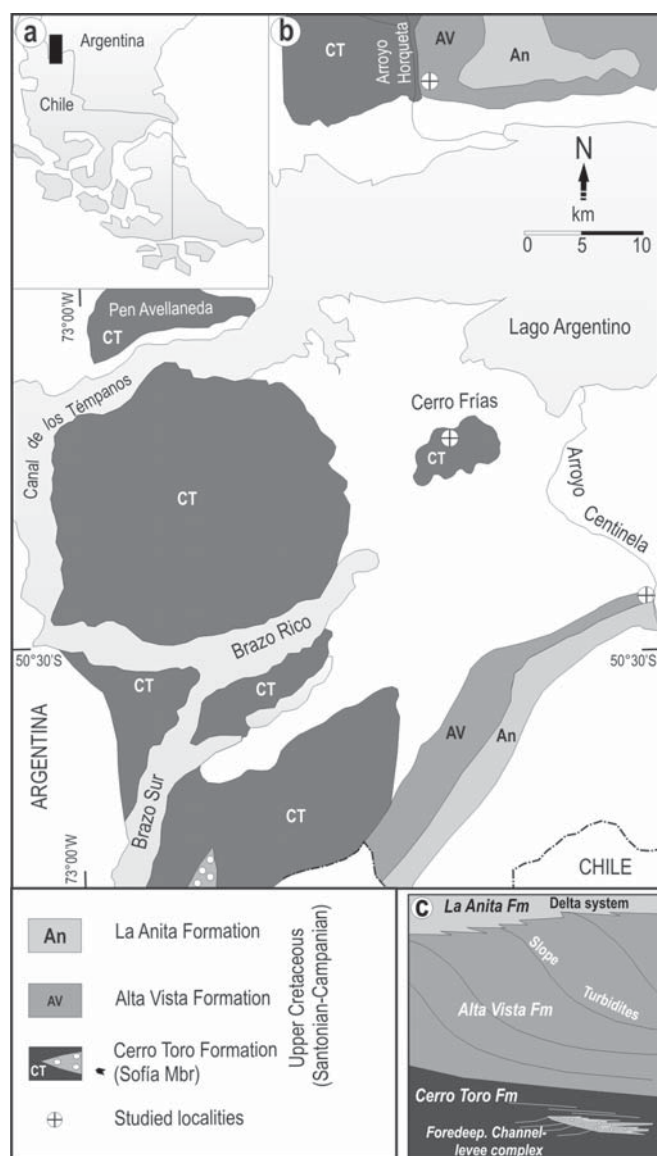 a
Argentina
Chile
b
CT
Arroyo
Horqueta
AV
An
N
km
0 5 10
73°00'W
Pen Avellaneda
CT
Lago Argentino
Canal de los Témpanos
Cerro Frías
CT
CT
Arroyo
Centinela
Brazo Rico
50°30'S
50°30'S
CT
CT
ARGENTINA
AV
An
Brazo Sur
CT
73°00'W
CHILE
An
La Anita Formation
AV
Alta Vista Formation
CT
Cerro Toro Formation
(Sofía Mbr)
Upper Cretaceous
(Santonian-Campanian)
Studied localities
c
La Anita Fm
Delta system
Slope
Turbidites
Alta Vista Fm
Cerro Toro Fm
Foredeep. Channel-
levee complex